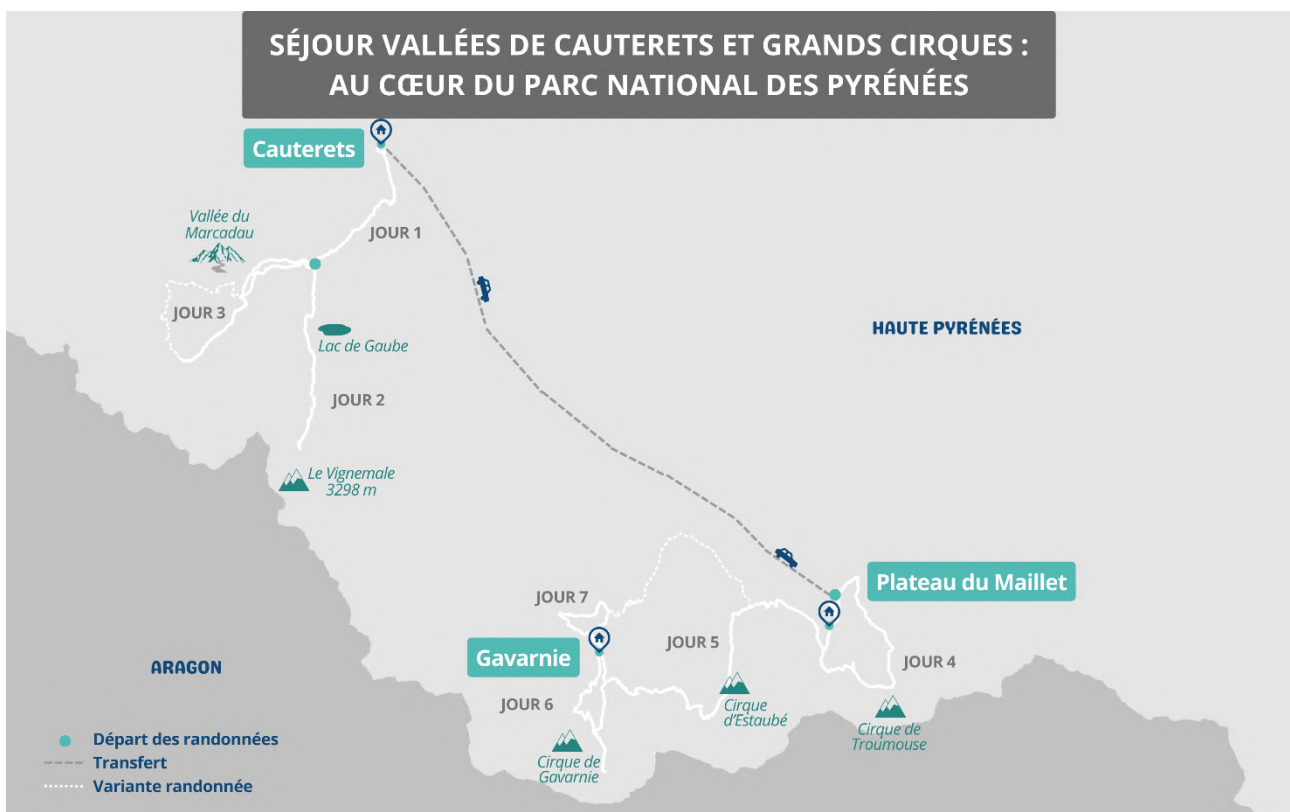 SÉJOUR VALLÉES DE CAUTERETS ET GRANDS CIRQUES :
AU CŒUR DU PARC NATIONAL DES PYRÉNÉES
Cauterets
Vallée du
Marcadau
JOUR 1
JOUR 3
Lac de Gaube
HAUTE PYRÉNÉES
JOUR 2
Le Vignemale
3298 m
Plateau du Maillet
JOUR 7
JOUR 5
Gavarnie
JOUR 4
ARAGON
JOUR 6
Cirque
d'Estaubé
Cirque de
Troumouse
Cirque de
Gavarnie
Départ des randonnées
Transfert
Variante randonnée